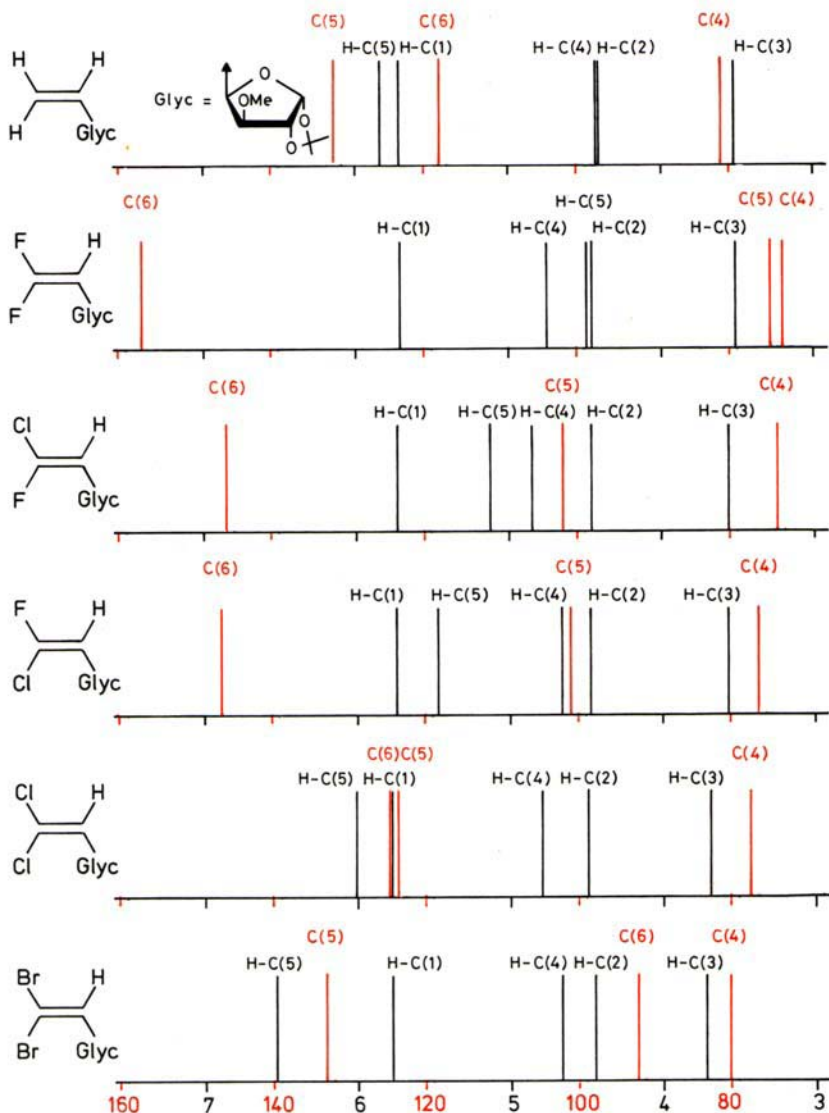 C(5) C(6) C(4)
H-C(5) H-C(1) H-C(4) H-C(2) H-C(3)
H H
H Glyc
Glyc = O OMe O O
C(6) H-C(5) C(5) C(4)
H-C(1) H-C(4) H-C(2) H-C(3)
F H
F Glyc
C(6) C(5) C(4)
H-C(1) H-C(5) H-C(4) H-C(2) H-C(3)
Cl H
F Glyc
C(6) C(5) C(4)
H-C(1) H-C(5) H-C(4) H-C(2) H-C(3)
F H
Cl Glyc
C(6) C(5) C(4)
H-C(5) H-C(1) H-C(4) H-C(2) H-C(3)
Cl H
Cl Glyc
C(5) C(6) C(4)
H-C(5) H-C(1) H-C(4) H-C(2) H-C(3)
Br H
Br Glyc
160 7 140 6 120 5 100 4 80 3